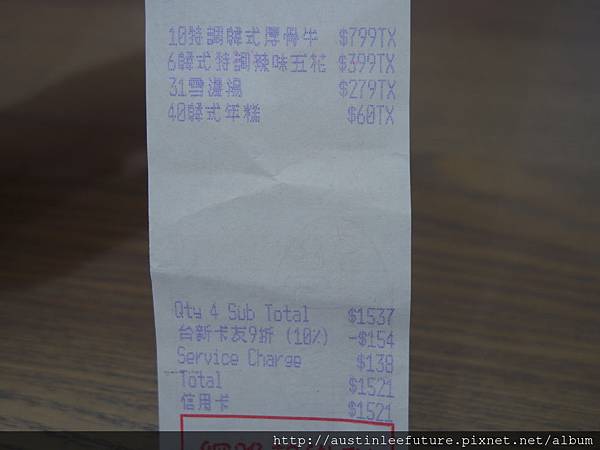 10特調韓式厚骨牛 $799TX
6韓式特調辣味五花 $399TX
31雪濃湯 $279TX
40韓式年糕 $60TX
Qty 4 Sub Total $1537
台新卡友9折 (10%) -$154
Service Charge $138
Total $1521
信用卡 $1521
http://austinleefuture.pixnet.net/album